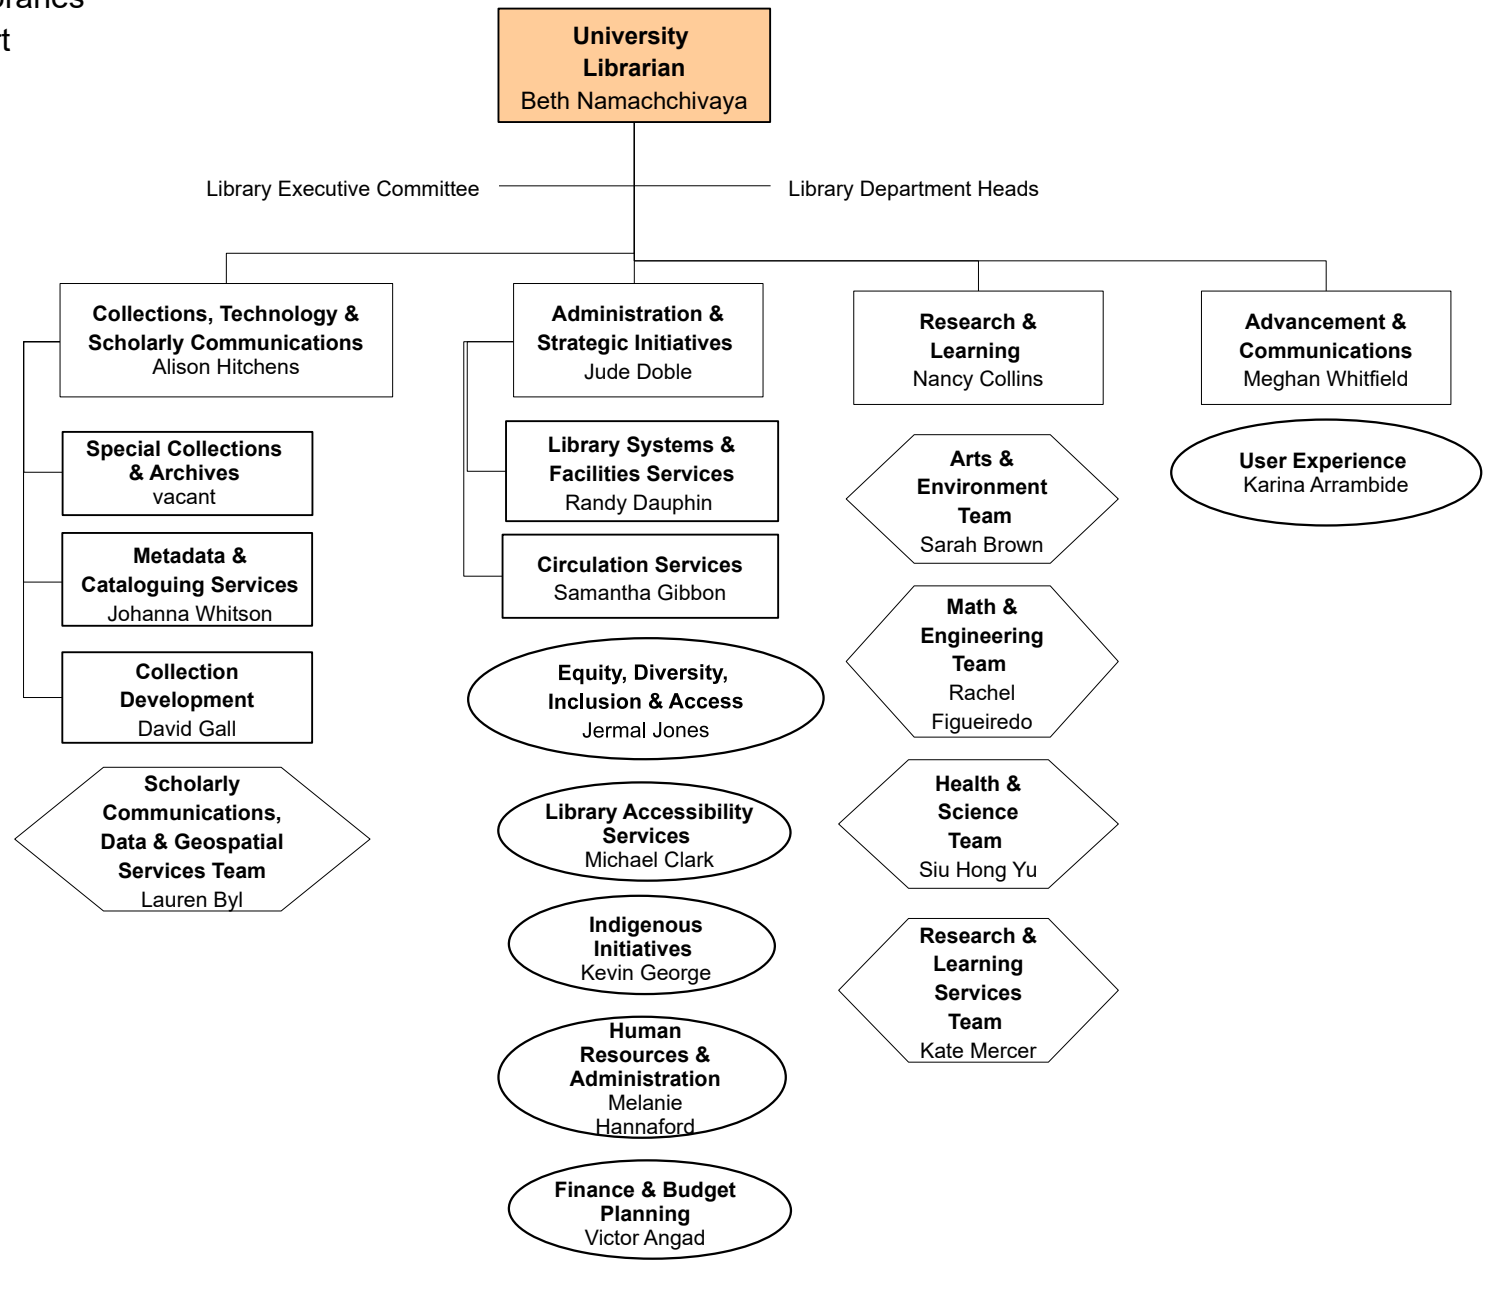 t
University
Librarian
Beth Namachchivaya
Library Executive Committee
Library Department Heads
Collections, Technology &
Scholarly Communications
Alison Hitchens
Special Collections
& Archives
vacant
Metadata &
Cataloguing Services
Johanna Whitson
Collection
Development
David Gall
Scholarly
Communications,
Data & Geospatial
Services Team
Lauren Byl
Administration &
Strategic Initiatives
Jude Doble
Library Systems &
Facilities Services
Randy Dauphin
Circulation Services
Samantha Gibbon
Equity, Diversity,
Inclusion & Access
Jermal Jones
Library Accessibility
Services
Michael Clark
Indigenous
Initiatives
Kevin George
Human
Resources &
Administration
Melanie
Hannaford
Finance & Budget
Planning
Victor Angad
Research &
Learning
Nancy Collins
Arts &
Environment
Team
Sarah Brown
Math &
Engineering
Team
Rachel
Figueiredo
Health &
Science
Team
Siu Hong Yu
Research &
Learning
Services
Team
Kate Mercer
Advancement &
Communications
Meghan Whitfield
User Experience
Karina Arrambide